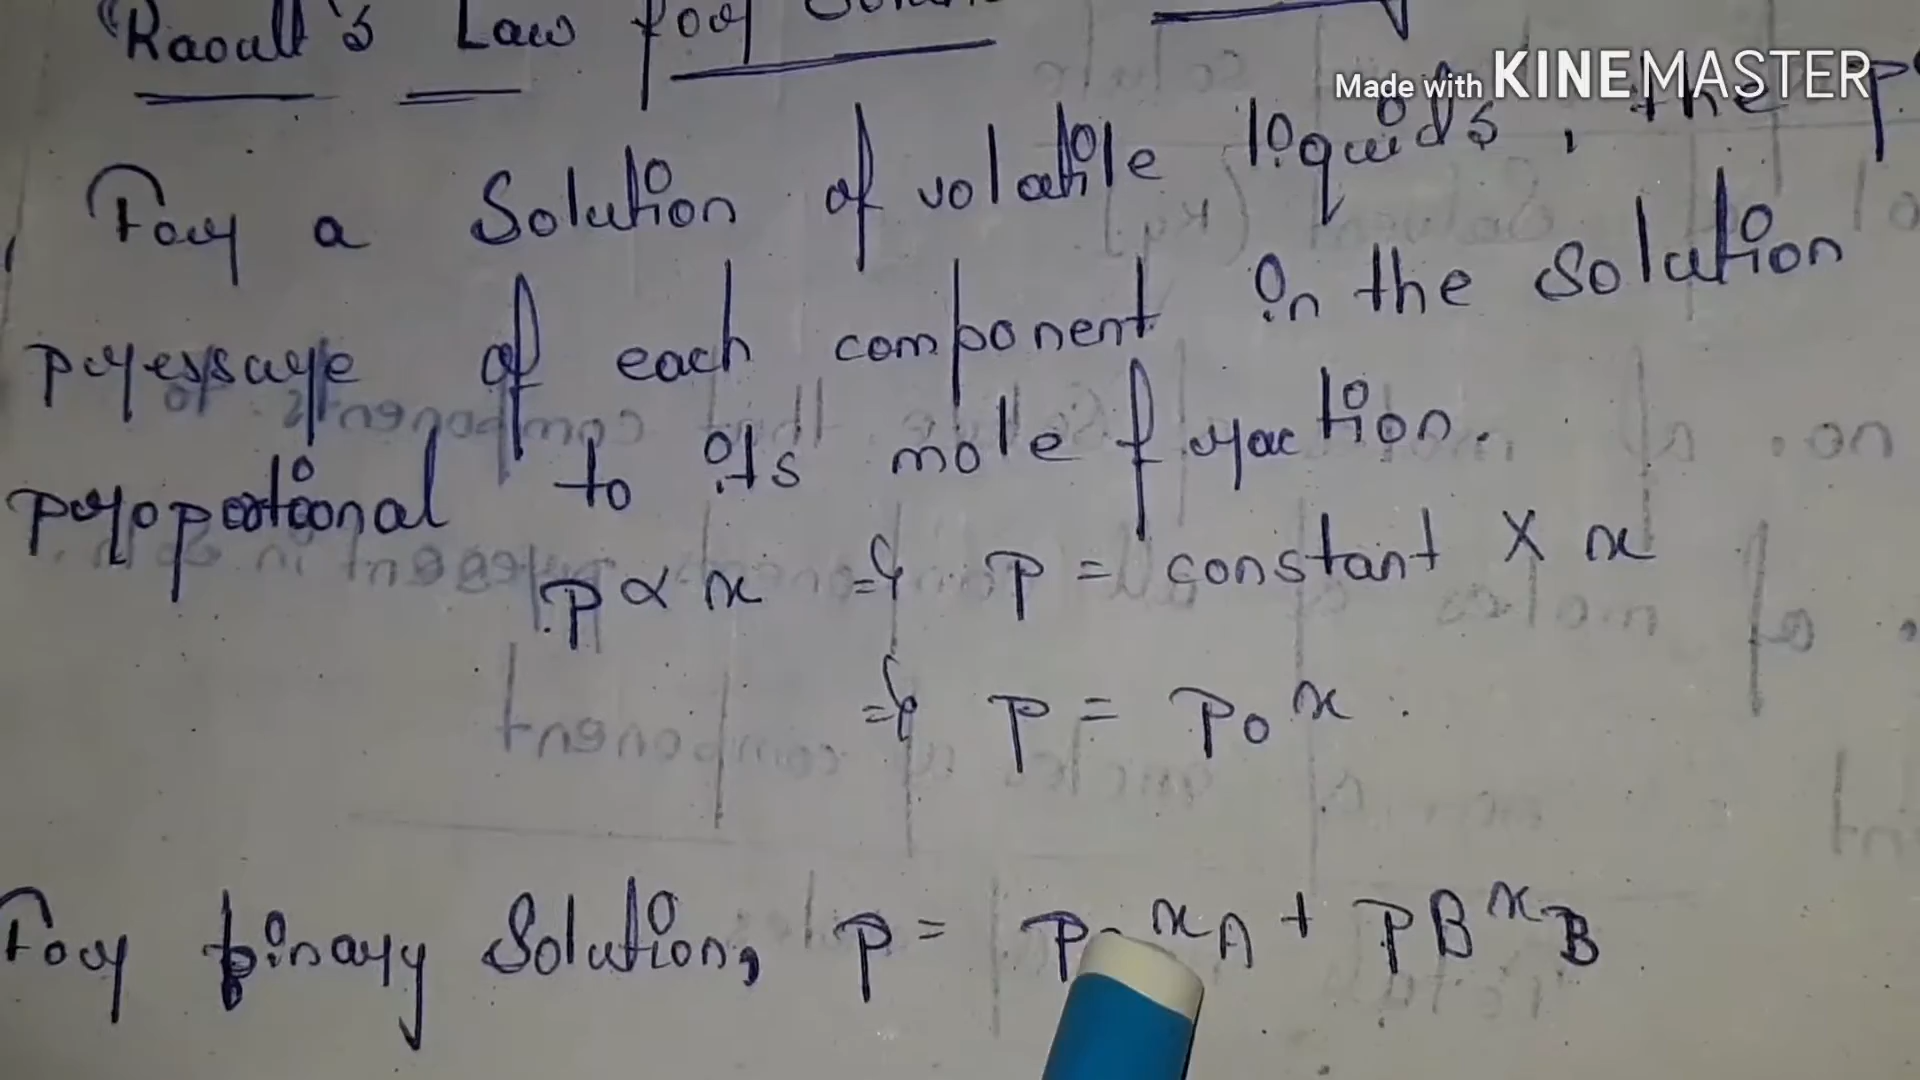 "Raoult's Law for
Made with KINEMASTER
For a Solution of volatile liquids, the
pressure of each component in the Solution
proportional to its mole fraction.
P ∝ x ⇒ P = constant × x
⇒ P = P₀ x .
For binary Solution, P = P xA + PB xB